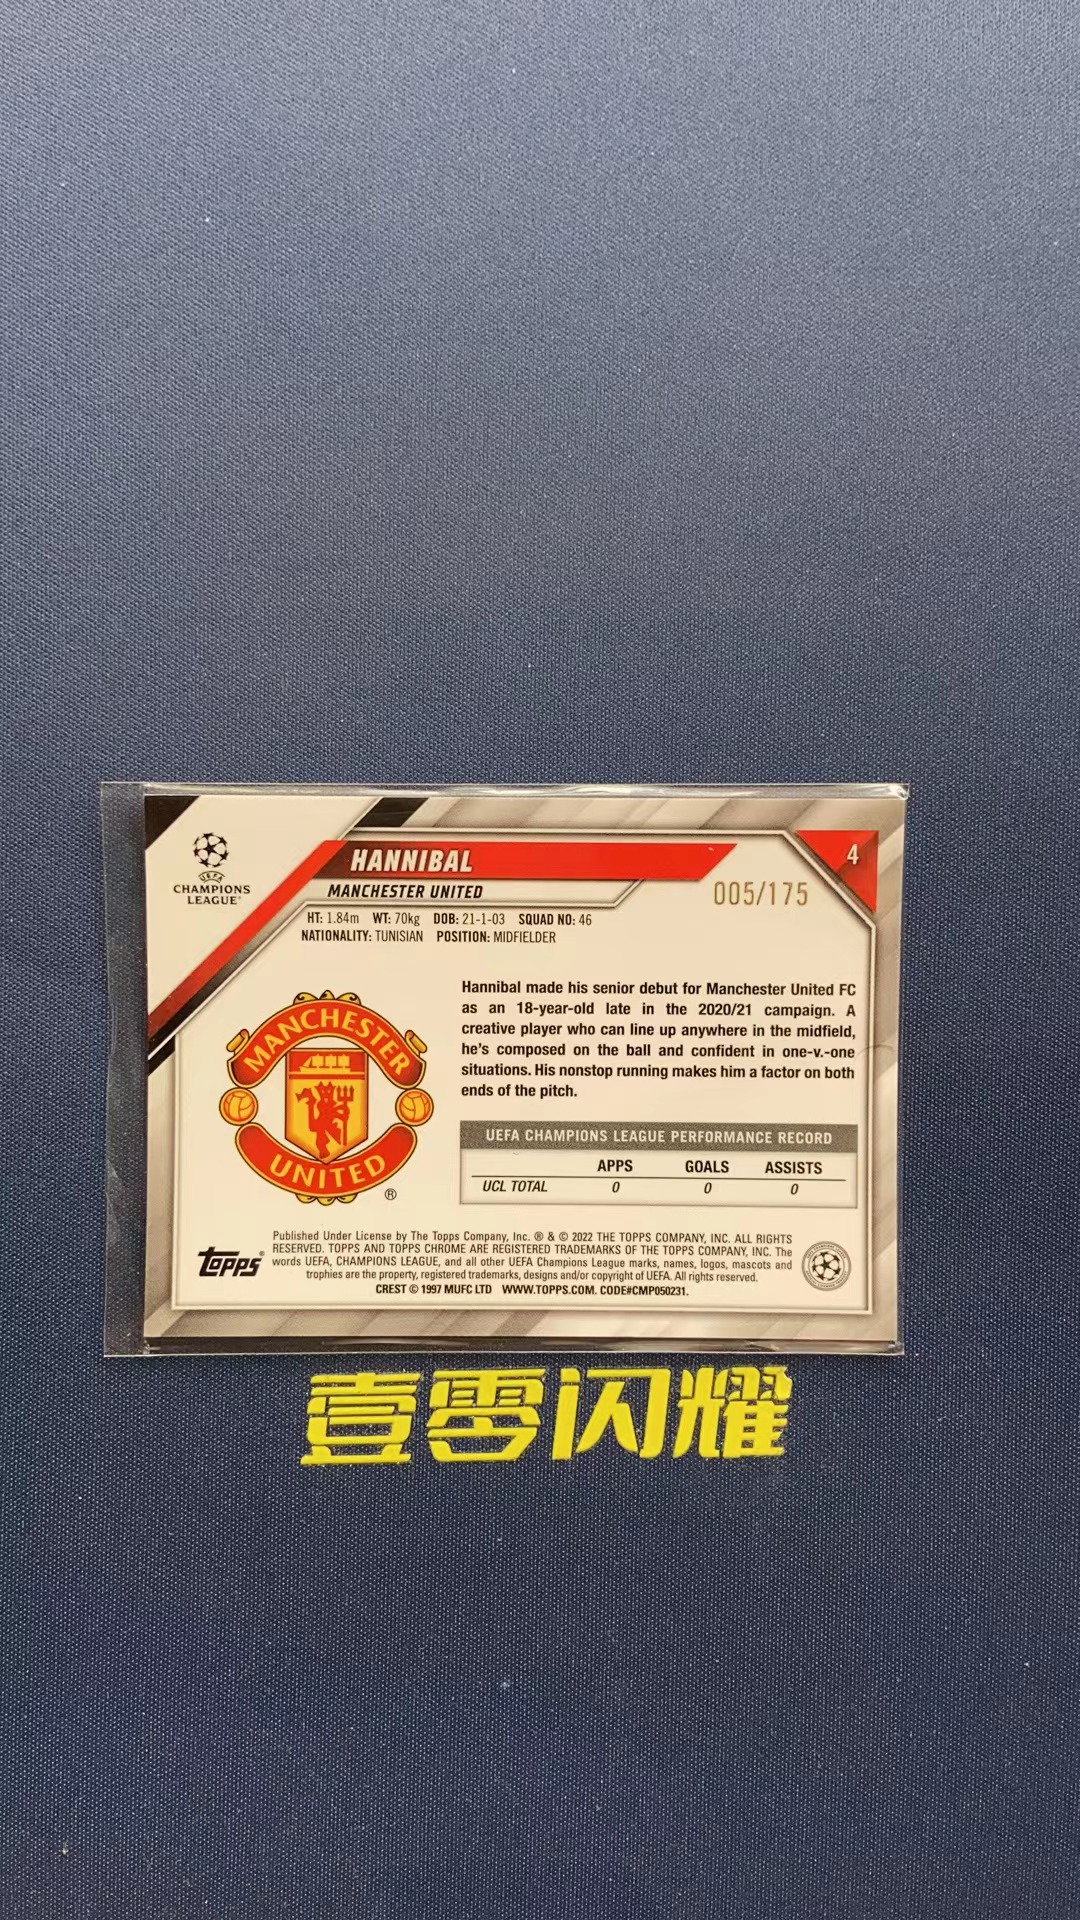 UEFA
CHAMPIONS
LEAGUE
HANNIBAL
4
MANCHESTER UNITED
005/175
HT: 1.84m WT: 70kg DOB: 21-1-03 SQUAD NO: 46
NATIONALITY: TUNISIAN POSITION: MIDFIELDER
Hannibal made his senior debut for Manchester United FC
as an 18-year-old late in the 2020/21 campaign. A
creative player who can line up anywhere in the midfield,
he's composed on the ball and confident in one-v.-one
situations. His nonstop running makes him a factor on both
ends of the pitch.
MANCHESTER
UNITED
®
UEFA CHAMPIONS LEAGUE PERFORMANCE RECORD
APPS GOALS ASSISTS
UCL TOTAL 0 0 0
Topps®
Published Under License by The Topps Company, Inc. ® & © 2022 THE TOPPS COMPANY, INC. ALL RIGHTS
RESERVED. TOPPS AND TOPPS CHROME ARE REGISTERED TRADEMARKS OF THE TOPPS COMPANY, INC. The
words UEFA, CHAMPIONS LEAGUE, and all other UEFA Champions League marks, names, logos, mascots and
trophies are the property, registered trademarks, designs and/or copyright of UEFA. All rights reserved.
CREST © 1997 MUFC LTD WWW.TOPPS.COM. CODE#CMP050231.
壹零闪耀